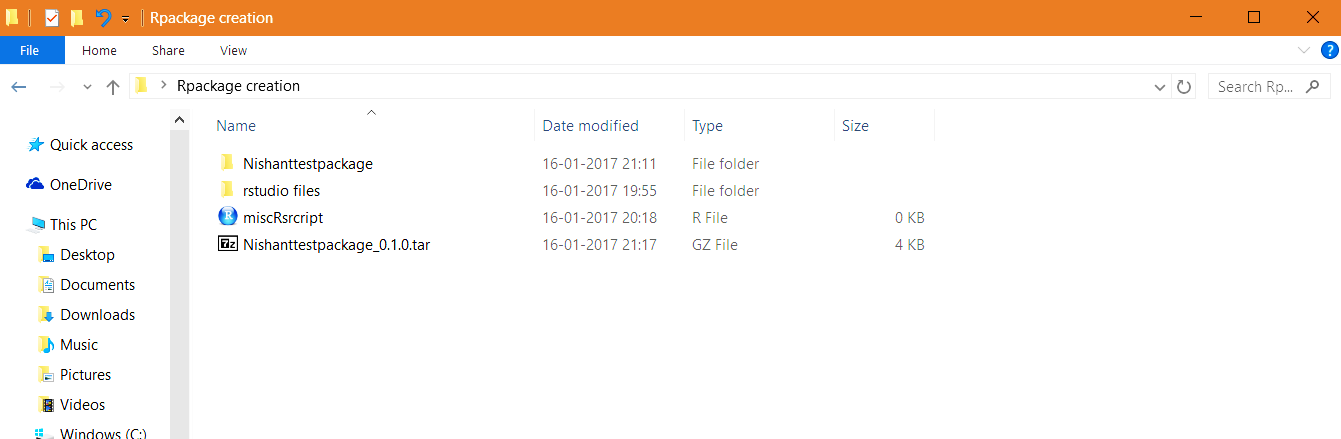 Rpackage creation
File Home Share View
?
Rpackage creation
Search Rp...
Name Date modified Type Size
Quick access
OneDrive
This PC
Desktop
Documents
Downloads
Music
Pictures
Videos
Windows (C:)
Nishanttestpackage 16-01-2017 21:11 File folder
rstudio files 16-01-2017 19:55 File folder
R miscRsrcript 16-01-2017 20:18 R File 0 KB
7z Nishanttestpackage_0.1.0.tar 16-01-2017 21:17 GZ File 4 KB